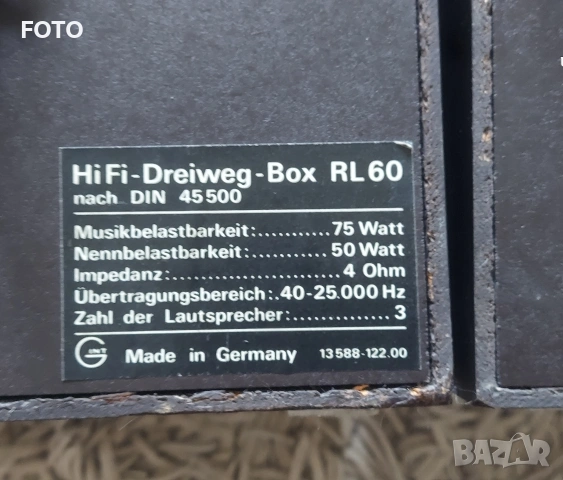 FOTO
HiFi-Dreiweg-Box RL60
nach DIN 45500
Musikbelastbarkeit:...........75 Watt
Nennbelastbarkeit:............50 Watt
Impedanz:........................4 Ohm
Übertragungsbereich:.40-25.000 Hz
Zahl der Lautsprecher:...............3
G INT Made in Germany 13588-122.00
BAZAR